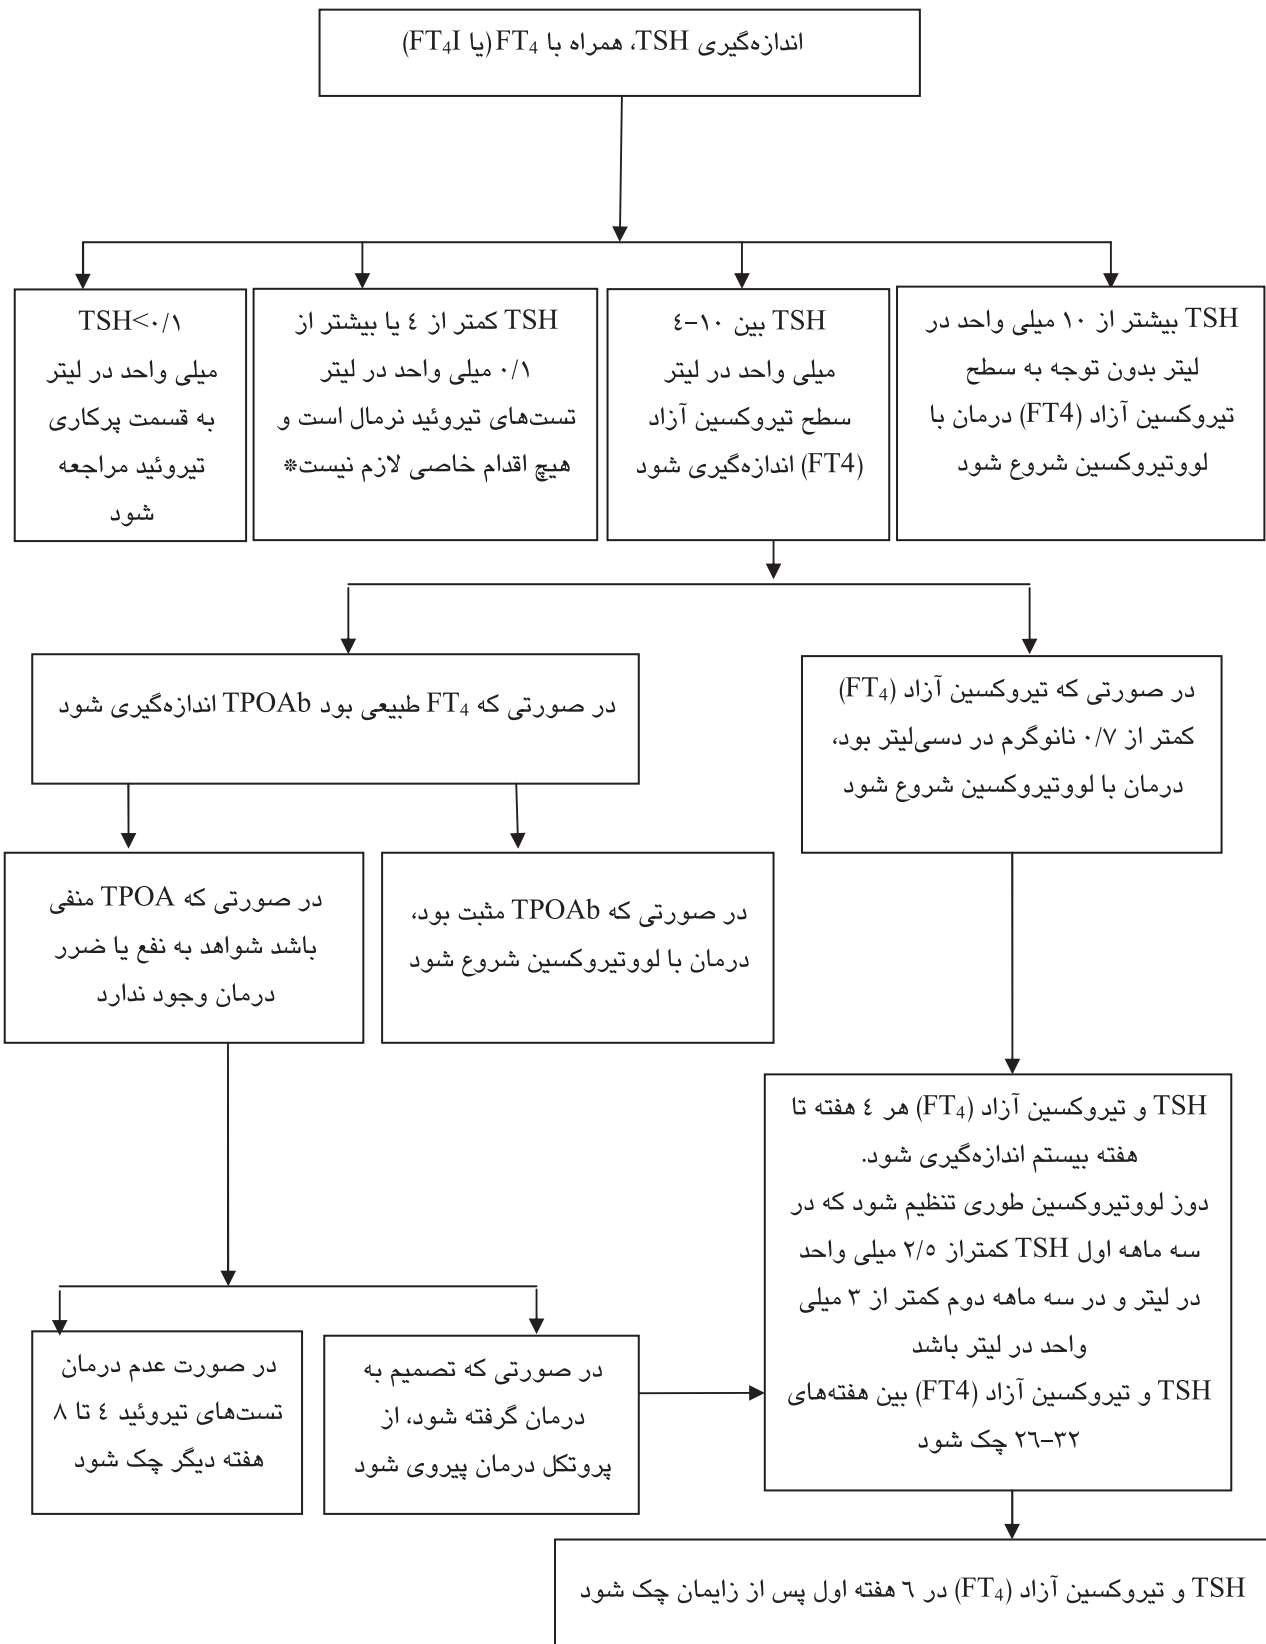 اندازه‌گیری TSH، همراه با FT₄ (یا FT₄I)
TSH بیشتر از ۱۰ میلی واحد در
لیتر بدون توجه به سطح
تیروکسین آزاد (FT4) درمان با
لووتیروکسین شروع شود
TSH بین ۱۰-٤
میلی واحد در لیتر
سطح تیروکسین آزاد
(FT4) اندازه‌گیری شود
TSH کمتر از ٤ یا بیشتر از
۰/۱ میلی واحد در لیتر
تست‌های تیروئید نرمال است و
هیچ اقدام خاصی لازم نیست*
TSH<۰/۱
میلی واحد در لیتر
به قسمت پرکاری
تیروئید مراجعه
شود
در صورتی که تیروکسین آزاد (FT₄)
کمتر از ۰/۷ نانوگرم در دسی‌لیتر بود،
درمان با لووتیروکسین شروع شود
در صورتی که FT₄ طبیعی بود TPOAb اندازه‌گیری شود
در صورتی که TPOAb مثبت بود،
درمان با لووتیروکسین شروع شود
در صورتی که TPOA منفی
باشد شواهد به نفع یا ضرر
درمان وجود ندارد
TSH و تیروکسین آزاد (FT₄) هر ٤ هفته تا
هفته بیستم اندازه‌گیری شود.
دوز لووتیروکسین طوری تنظیم شود که در
سه ماهه اول TSH کمتراز ۲/۵ میلی واحد
در لیتر و در سه ماهه دوم کمتر از ۳ میلی
واحد در لیتر باشد
TSH و تیروکسین آزاد (FT4) بین هفته‌های
۲٦-۳۲ چک شود
در صورتی که تصمیم به
درمان گرفته شود، از
پروتکل درمان پیروی شود
در صورت عدم درمان
تست‌های تیروئید ٤ تا ۸
هفته دیگر چک شود
TSH و تیروکسین آزاد (FT₄) در ٦ هفته اول پس از زایمان چک شود